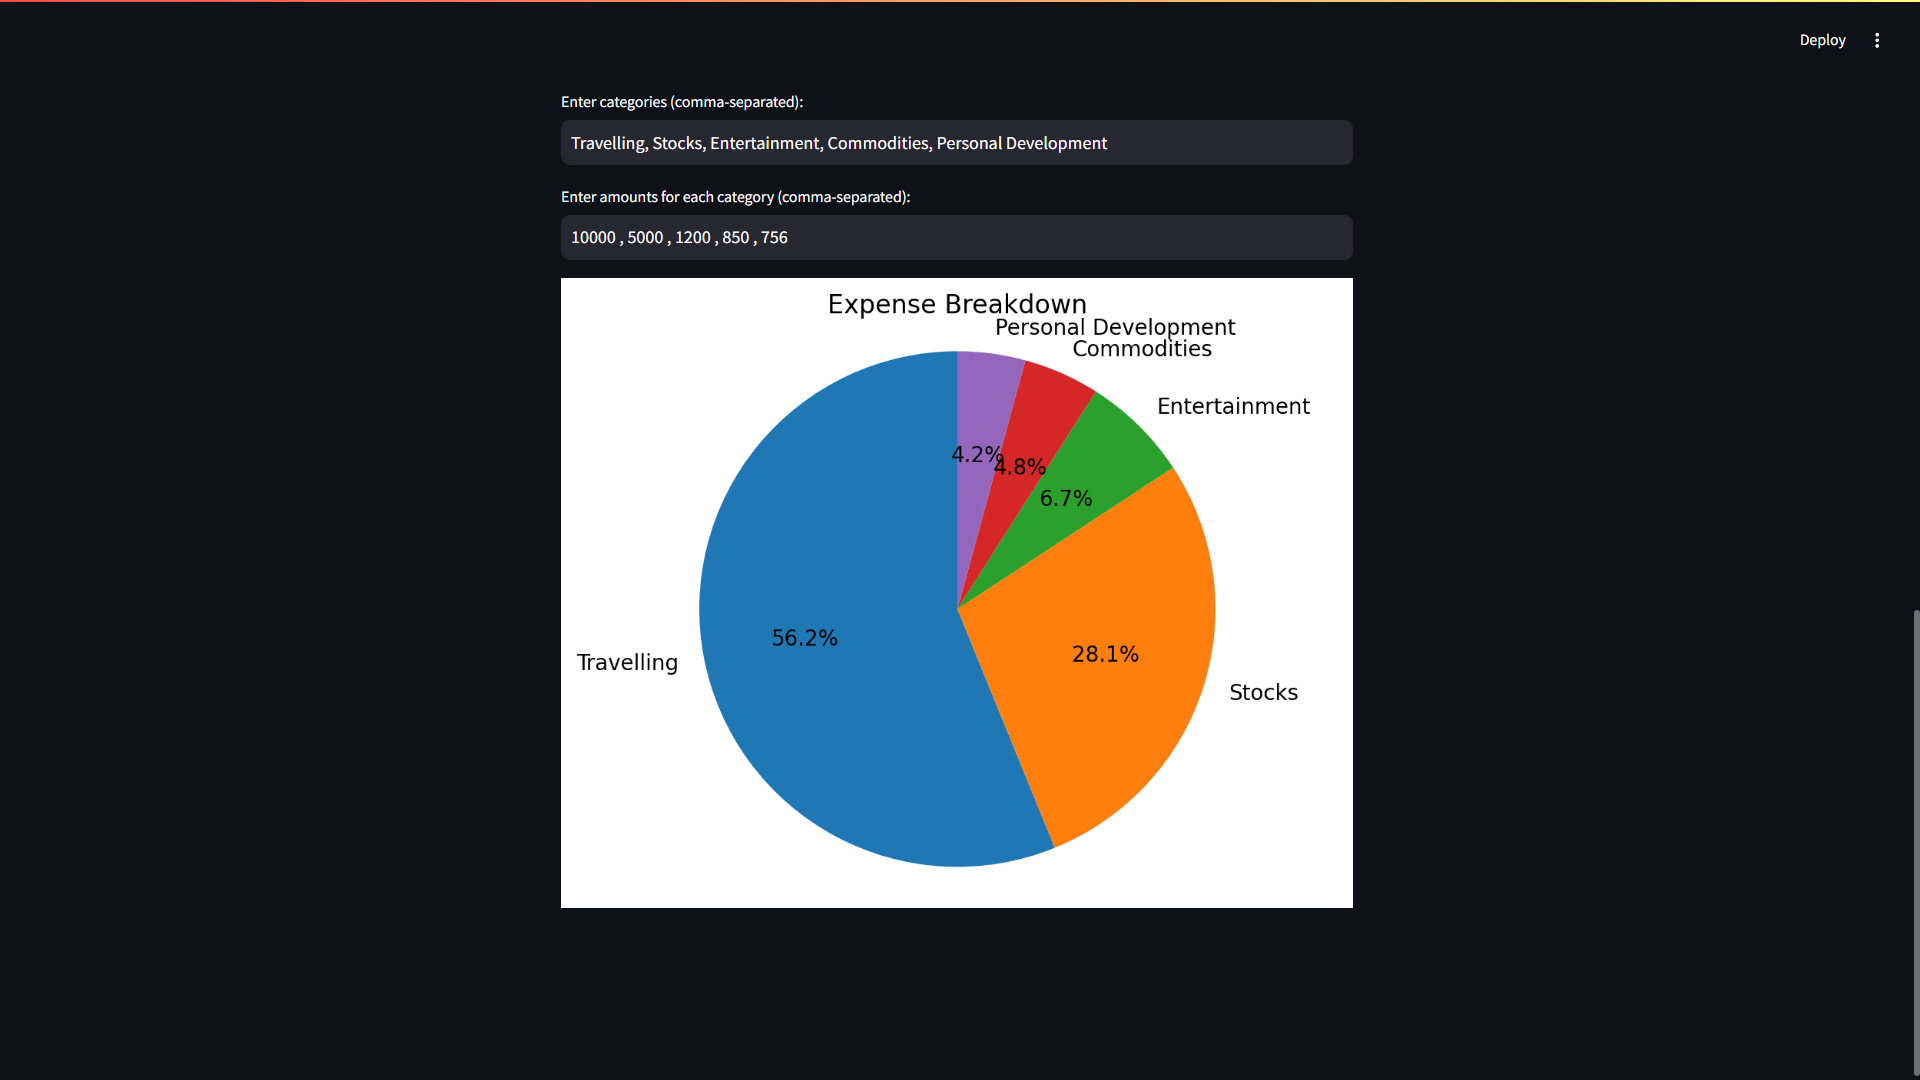 Deploy
Enter categories (comma-separated):
Travelling, Stocks, Entertainment, Commodities, Personal Development
Enter amounts for each category (comma-separated):
10000 , 5000 , 1200 , 850 , 756
Expense Breakdown
Personal Development
Commodities
Entertainment
4.2%
4.8%
6.7%
56.2%
28.1%
Travelling
Stocks